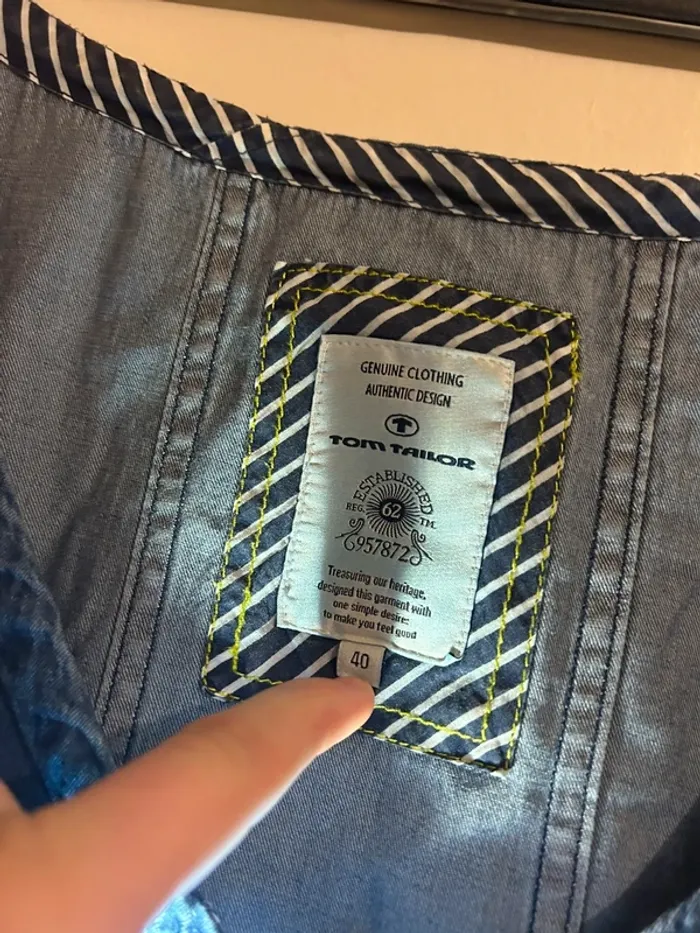 GENUINE CLOTHING
AUTHENTIC DESIGN
T
TOM TAILOR
ESTABLISHED
REG. 62 TM.
957872
Treasuring our heritage,
designed this garment with
one simple desire:
to make you feel good
40